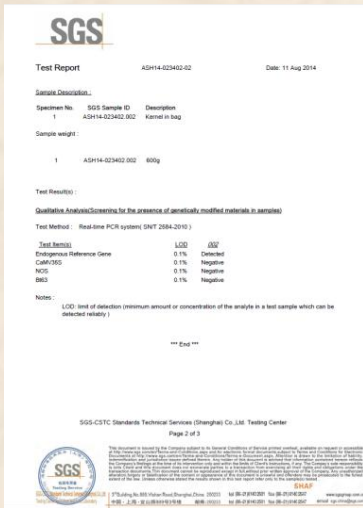 SGS
Test Report ASH14-023402-02 Date: 11 Aug 2014
Sample Description :
Specimen No. SGS Sample ID Description
1 ASH14-023402.002 Kernel in bag
Sample weight :
1 ASH14-023402.002 600g
Test Result(s) :
Qualitative Analysis(Screening for the presence of genetically modified materials in samples)
Test Method : Real-time PCR system( SN/T 2584-2010 )
Test Item(s) LOD 002
Endogenous Reference Gene 0.1% Detected
CaMV35S 0.1% Negative
NOS 0.1% Negative
Bt63 0.1% Negative
Notes :
LOD: limit of detection (minimum amount or concentration of the analyte in a test sample which can be
detected reliably )
*** End ***
SGS-CSTC Standards Technical Services (Shanghai) Co.,Ltd. Testing Center
Page 2 of 3
SGS
Testing Service